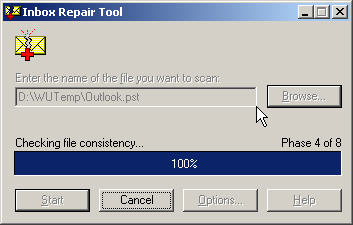 Inbox Repair Tool
Enter the name of the file you want to scan:
D:\WUTemp\Outlook.pst
Browse...
Checking file consistency... Phase 4 of 8
100%
Start Cancel Options... Help